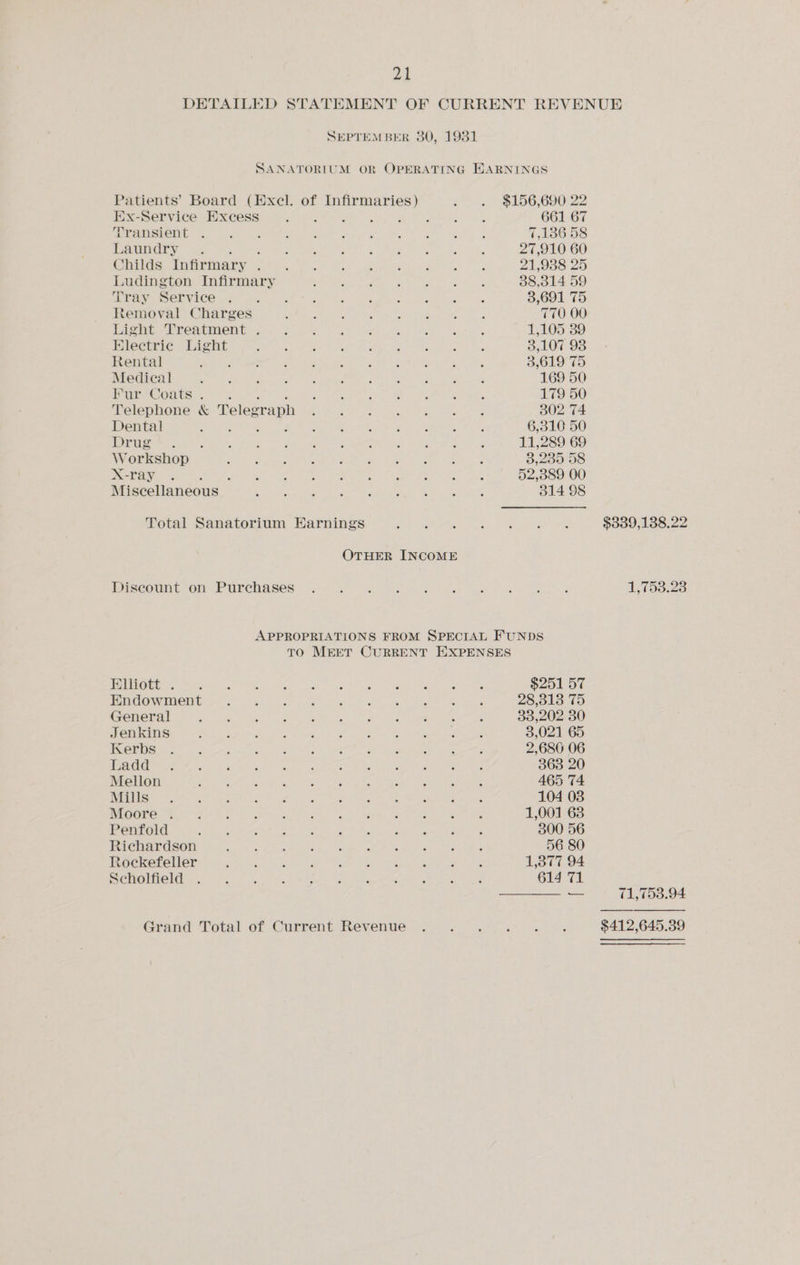 21
DETAILED STATEMENT OF CURRENT REVENUE
SEPTEMBER 30, 1931
SANATORIUM OR OPERATING EARNINGS
Patients' Board (Excl. of Infirmaries) . . $156,690 22
Ex-Service Excess . . . . . . . . 661 67
Transient . . . . . . . . . . . 7,136 58
Laundry . . . . . . . . . . . 27,910 60
Childs Infirmary . . . . . . . . . 21,938 25
Ludington Infirmary . . . . . . . 38,314 59
Tray Service . . . . . . . . . . 3,691 75
Removal Charges . . . . . . . . 770 00
Light Treatment . . . . . . . . . 1,105 39
Electric Light . . . . . . . . . 3,107 93
Rental . . . . . . . . . . . 3,619 75
Medical . . . . . . . . . . . 169 50
Fur Coats . . . . . . . . . . . 179 50
Telephone & Telegraph . . . . . . . 302 74
Dental . . . . . . . . . . . 6,310 50
Drug . . . . . . . . . . . . 11,289 69
Workshop . . . . . . . . . . 3,235 58
X-ray . . . . . . . . . . . . 52,389 00
Miscellaneous . . . . . . . . . 314 98
Total Sanatorium Earnings . . . . . . . $339,138.22
OTHER INCOME
Discount on Purchases . . . . . . . . . . 1,753.23
APPROPRIATIONS FROM SPECIAL FUNDS
TO MEET CURRENT EXPENSES
Elliott . . . . . . . . . . . . $251 57
Endowment . . . . . . . . . . 28,313 75
General . . . . . . . . . . . 33,202 30
Jenkins . . . . . . . . . . . 3,021 65
Kerbs . . . . . . . . . . . . 2,680 06
Ladd . . . . . . . . . . . . 363 20
Mellon . . . . . . . . . . . 465 74
Mills . . . . . . . . . . . . 104 03
Moore . . . . . . . . . . . . 1,001 63
Penfold . . . . . . . . . . . 300 56
Richardson . . . . . . . . . . 56 80
Rockefeller . . . . . . . . . . 1,377 94
Scholfield . . . . . . . . . . . 614 71
71,753.94
Grand Total of Current Revenue . . . . . . $412,645.39